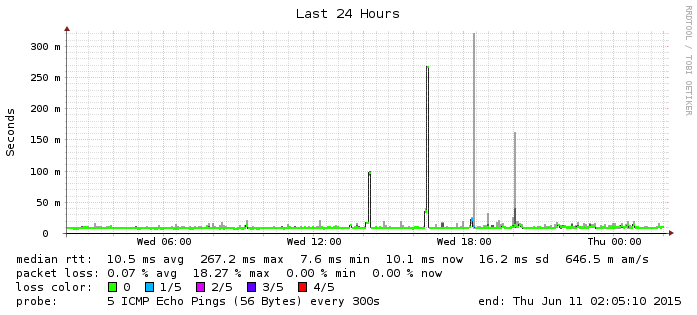 Last 24 Hours
RRDTOOL / TOBI OETIKER
Seconds
300 m
250 m
200 m
150 m
100 m
50 m
0
Wed 06:00 Wed 12:00 Wed 18:00 Thu 00:00
median rtt: 10.5 ms avg 267.2 ms max 7.6 ms min 10.1 ms now 16.2 ms sd 646.5 m am/s
packet loss: 0.07 % avg 18.27 % max 0.00 % min 0.00 % now
loss color: 0 1/5 2/5 3/5 4/5
probe: 5 ICMP Echo Pings (56 Bytes) every 300s end: Thu Jun 11 02:05:10 2015